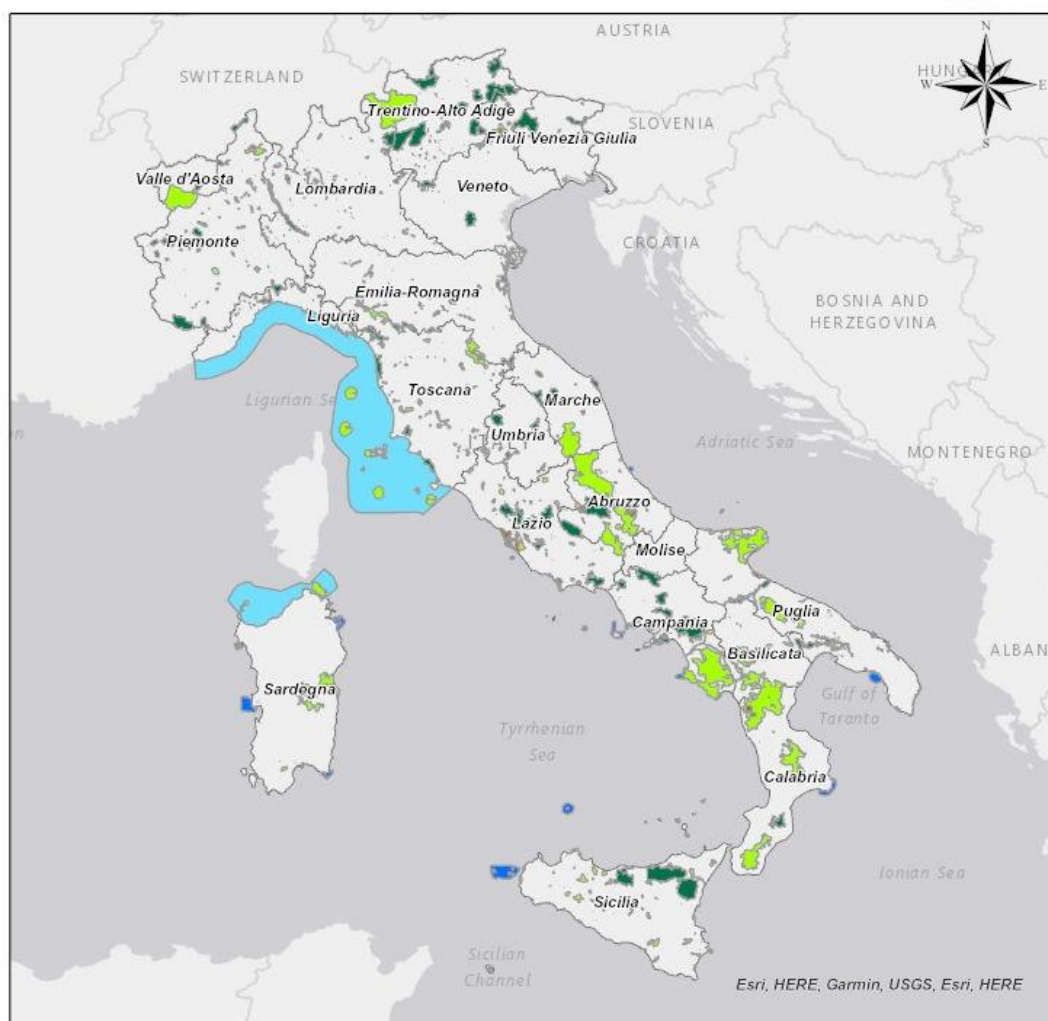 AUSTRIA
N
SWITZERLAND
HUNG
W
E
Trentino-Alto Adige
S
SLOVENIA
Friuli Venezia Giulia
Valle d'Aosta
Lombardia
Veneto
Piemonte
CROATIA
Emilia-Romagna
BOSNIA AND
HERZEGOVINA
Liguria
Toscana
Ligurian Se
Marche
Umbria
Adriatic Sea
MONTENEGRO
Abruzzo
Lazio
Molise
Puglia
Campania
Basilicata
ALBAN
Sardegna
Gulf of
Taranto
Tyrrhenian
Sea
Calabria
Ionian Sea
Sicilia
Sicilian
Channel
Esri, HERE, Garmin, USGS, Esri, HERE